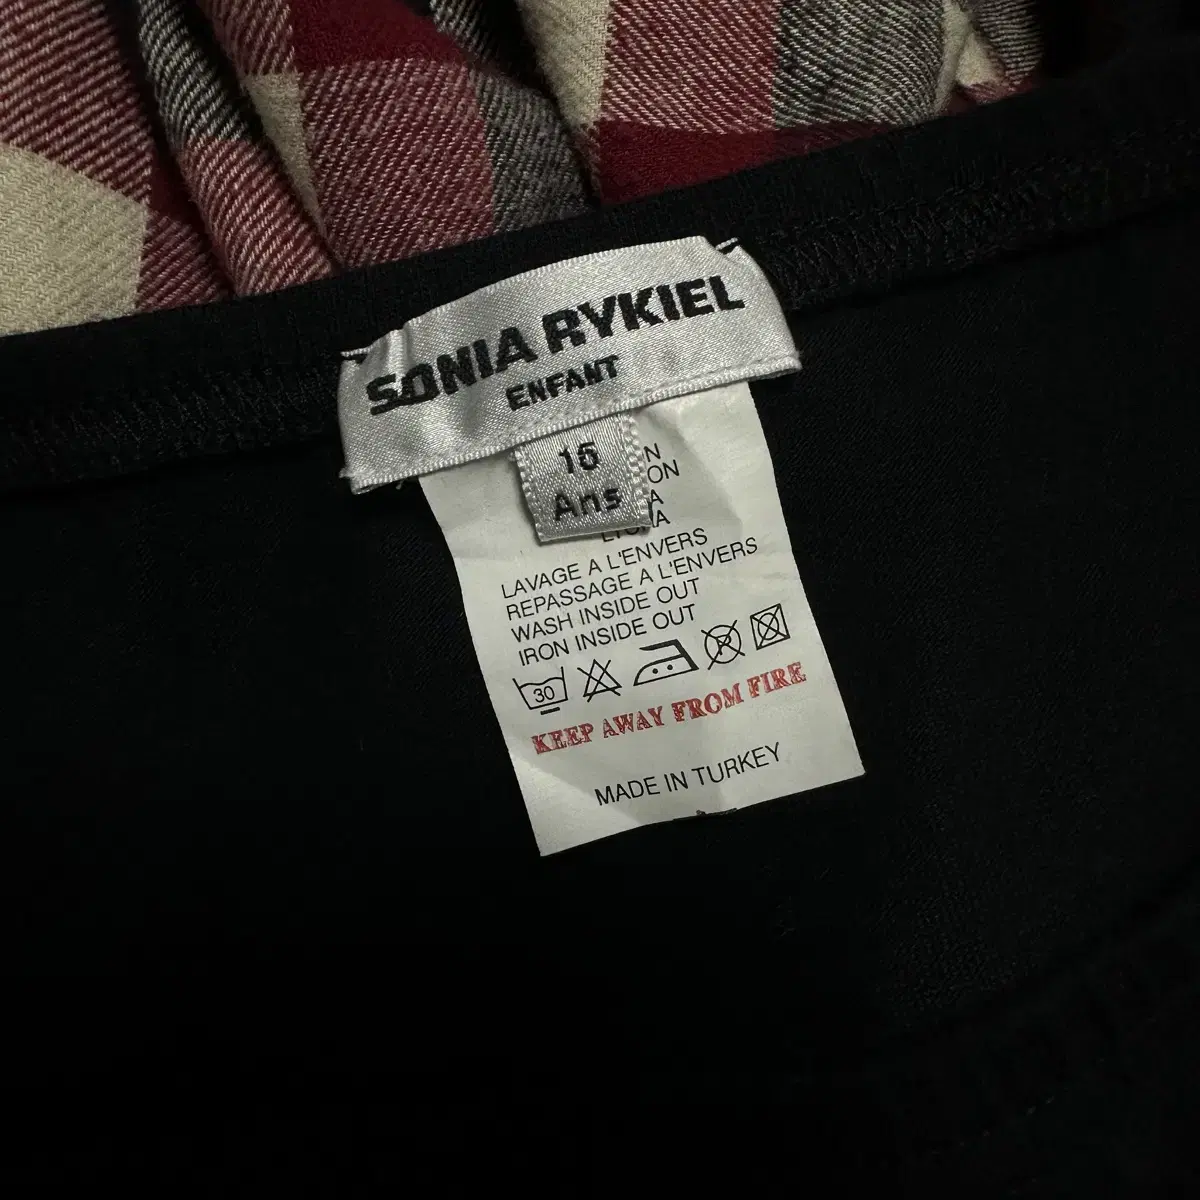 SONIA RYKIEL
ENFANT
16
Ans
LAVAGE A L'ENVERS
REPASSAGE A L'ENVERS
WASH INSIDE OUT
IRON INSIDE OUT
30
KEEP AWAY FROM FIRE
MADE IN TURKEY